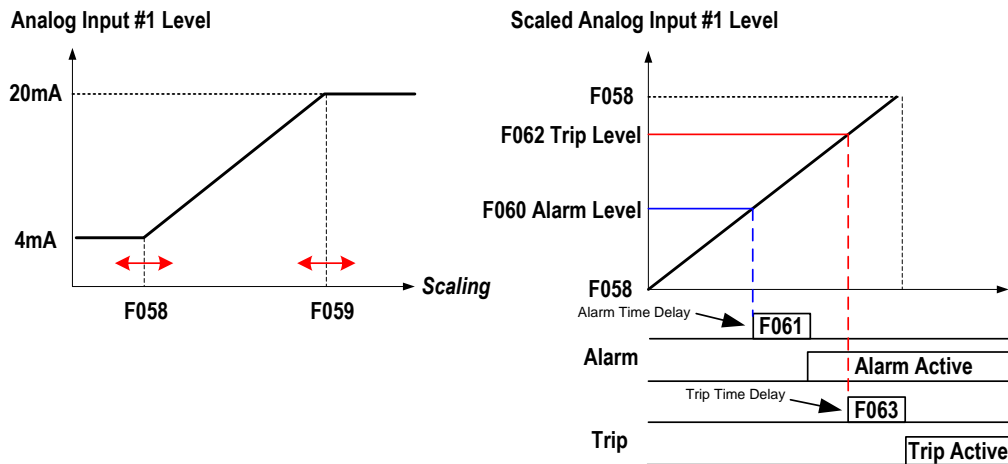 Analog Input #1 Level
20mA
4mA
F058
F059
Scaling
Scaled Analog Input #1 Level
F058
F062 Trip Level
F060 Alarm Level
F058
Alarm Time Delay
F061
Alarm
Alarm Active
Trip Time Delay
F063
Trip
Trip Active